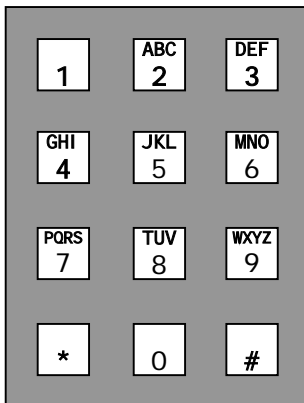 ABC DEF
1 2 3
GHI JKL MNO
4 5 6
PQRS TUV WXYZ
7 8 9
* 0 #